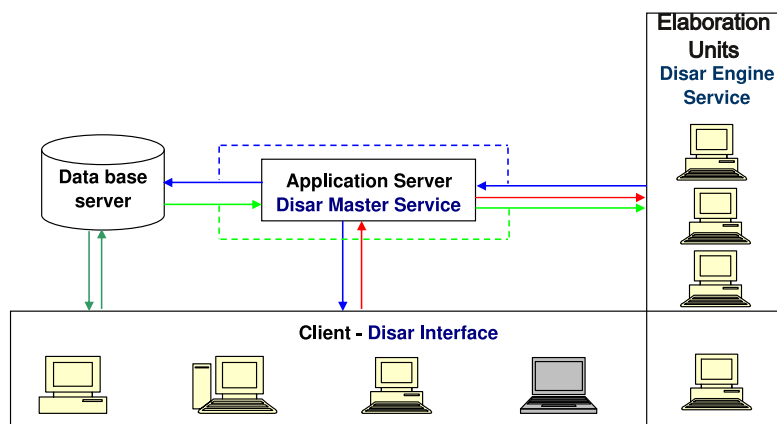 Elaboration
Units
Disar Engine
Service
Data base
server
Application Server
Disar Master Service
Client - Disar Interface